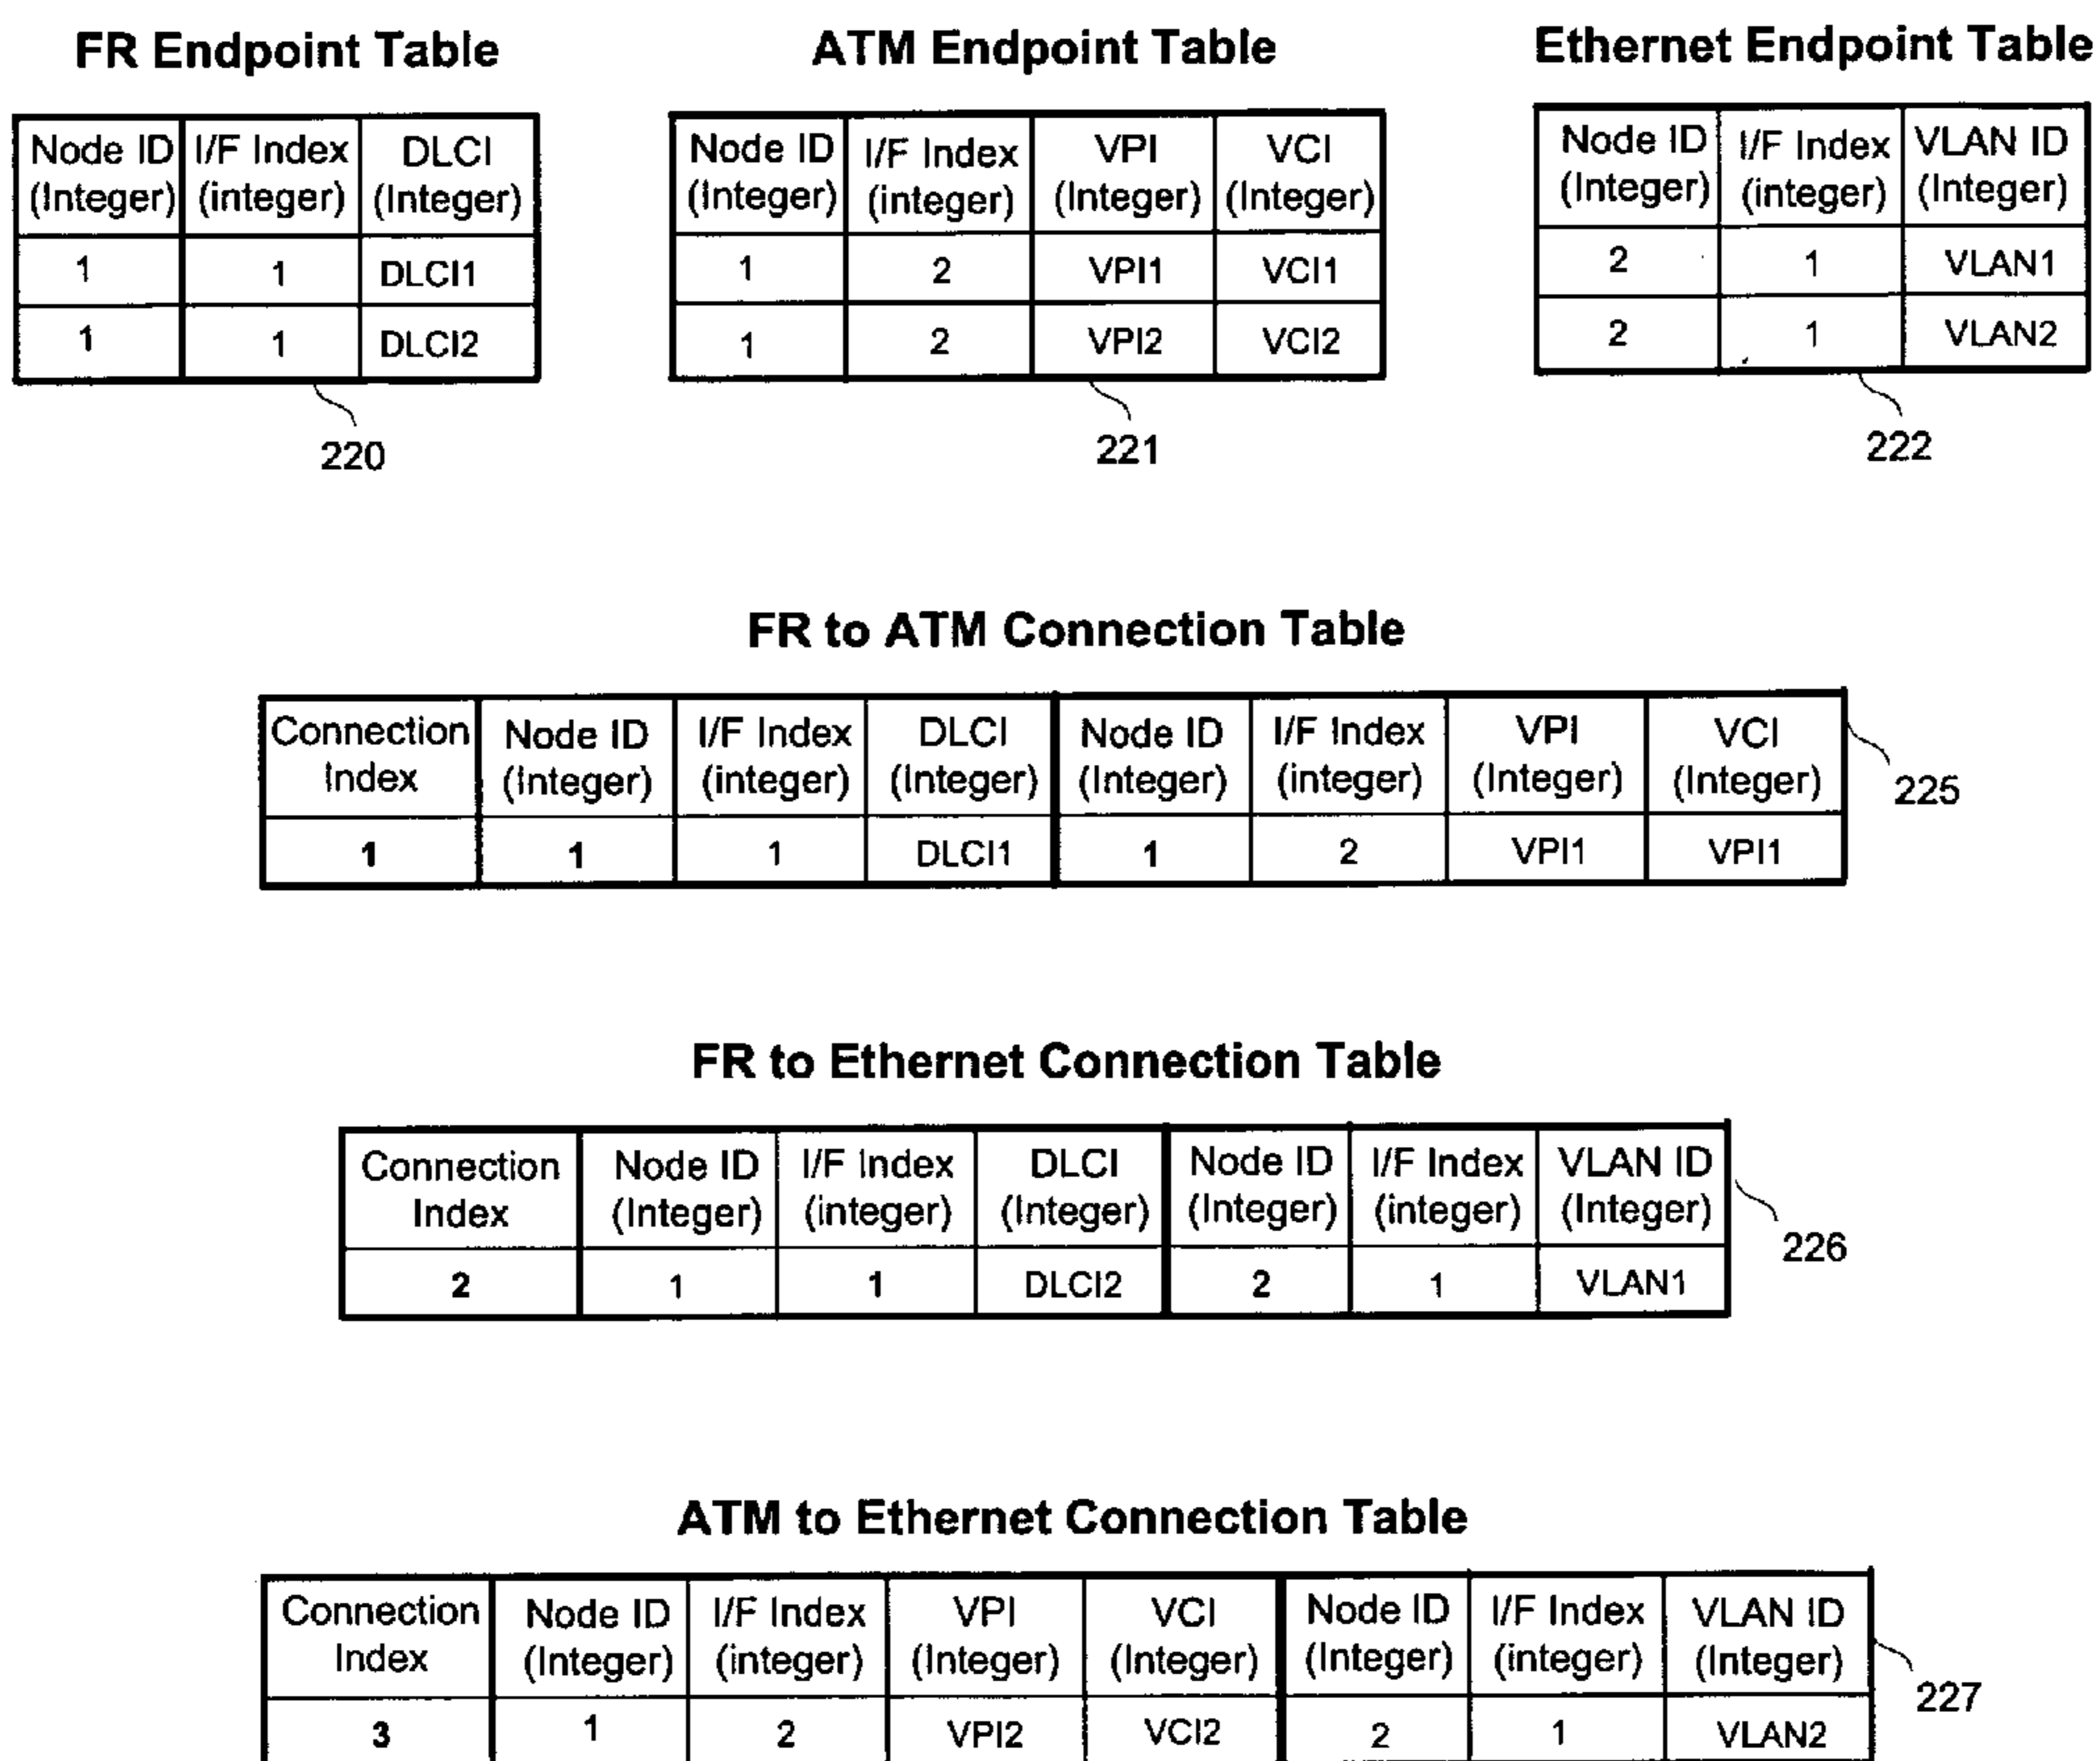 FR Endpoint Table
ATM Endpoint Table
Ethernet Endpoint Table
Node ID (Integer) I/F Index (integer) DLCI (Integer)
1 1 DLCI1
1 1 DLCI2
220
Node ID (Integer) I/F Index (integer) VPI (Integer) VCI (Integer)
1 2 VPI1 VCI1
1 2 VPI2 VCI2
221
Node ID (Integer) I/F Index (integer) VLAN ID (Integer)
2 1 VLAN1
2 1 VLAN2
222
FR to ATM Connection Table
Connection Index Node ID (Integer) I/F Index (integer) DLCI (Integer) Node ID (Integer) I/F Index (integer) VPI (Integer) VCI (Integer)
1 1 1 DLCI1 1 2 VPI1 VPI1
225
FR to Ethernet Connection Table
Connection Index Node ID (Integer) I/F Index (integer) DLCI (Integer) Node ID (Integer) I/F Index (integer) VLAN ID (Integer)
2 1 1 DLCI2 2 1 VLAN1
226
ATM to Ethernet Connection Table
Connection Index Node ID (Integer) I/F Index (integer) VPI (Integer) VCI (Integer) Node ID (Integer) I/F Index (integer) VLAN ID (Integer)
3 1 2 VPI2 VCI2 2 1 VLAN2
227